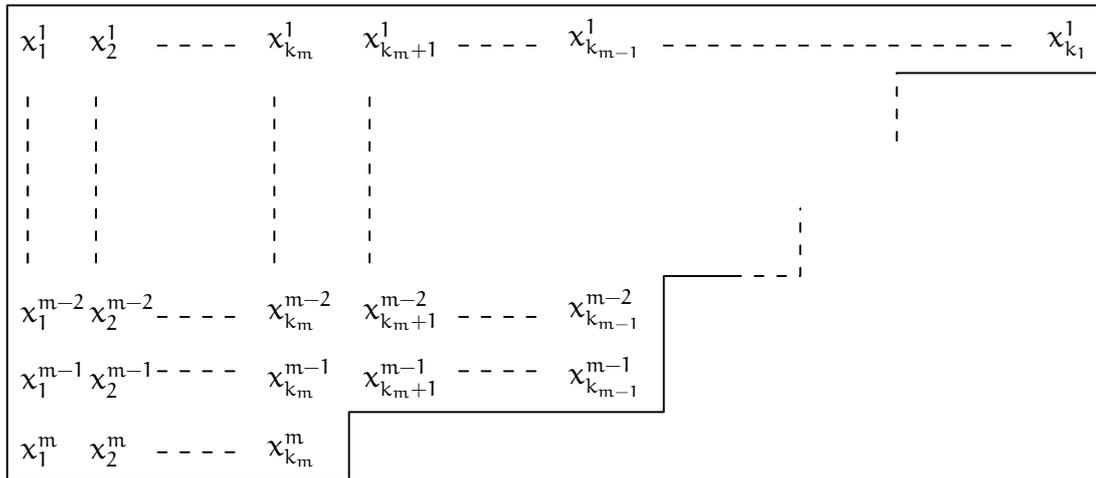 x_1^1 x_2^1 ---- x_{k_m}^1 x_{k_m+1}^1 ---- x_{k_{m-1}}^1 ---------------- x_{k_1}^1
x_1^{m-2} x_2^{m-2} ---- x_{k_m}^{m-2} x_{k_m+1}^{m-2} ---- x_{k_{m-1}}^{m-2}
x_1^{m-1} x_2^{m-1} ---- x_{k_m}^{m-1} x_{k_m+1}^{m-1} ---- x_{k_{m-1}}^{m-1}
x_1^m x_2^m ---- x_{k_m}^m